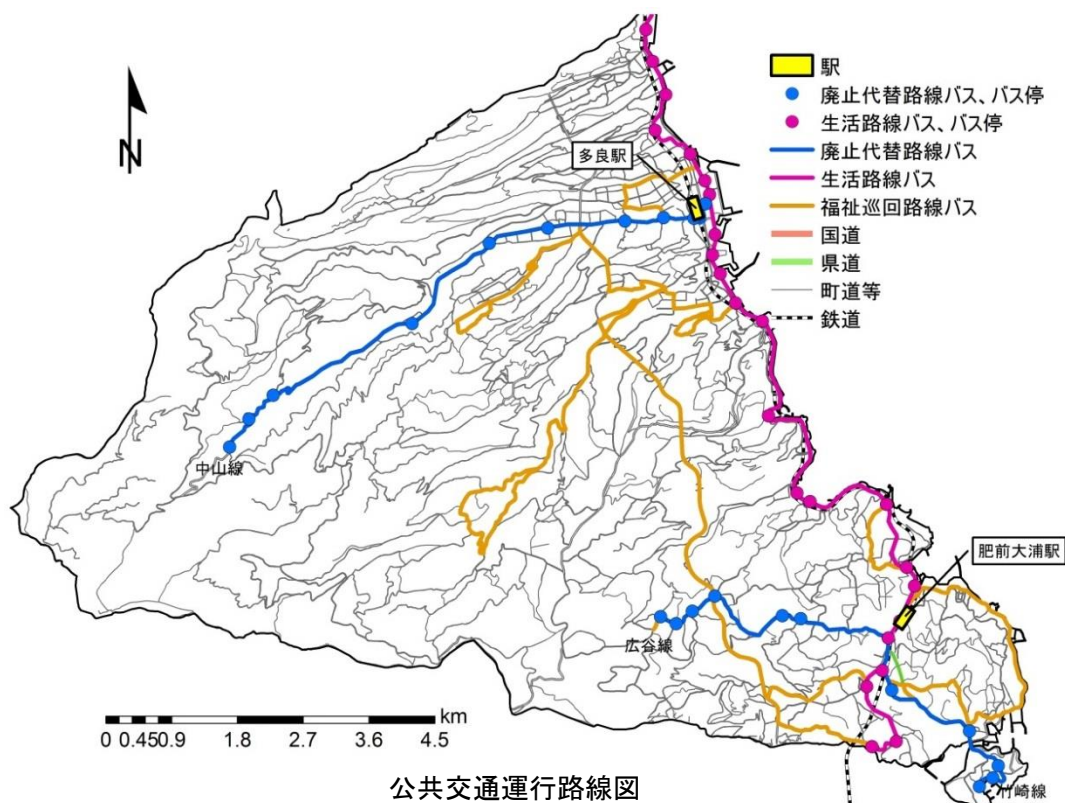 駅
廃止代替路線バス、バス停
生活路線バス、バス停
廃止代替路線バス
生活路線バス
福祉巡回路線バス
国道
県道
町道等
鉄道
N
多良駅
中山線
肥前大浦駅
広谷線
竹崎線
km
0 0.45 0.9 1.8 2.7 3.6 4.5
公共交通運行路線図